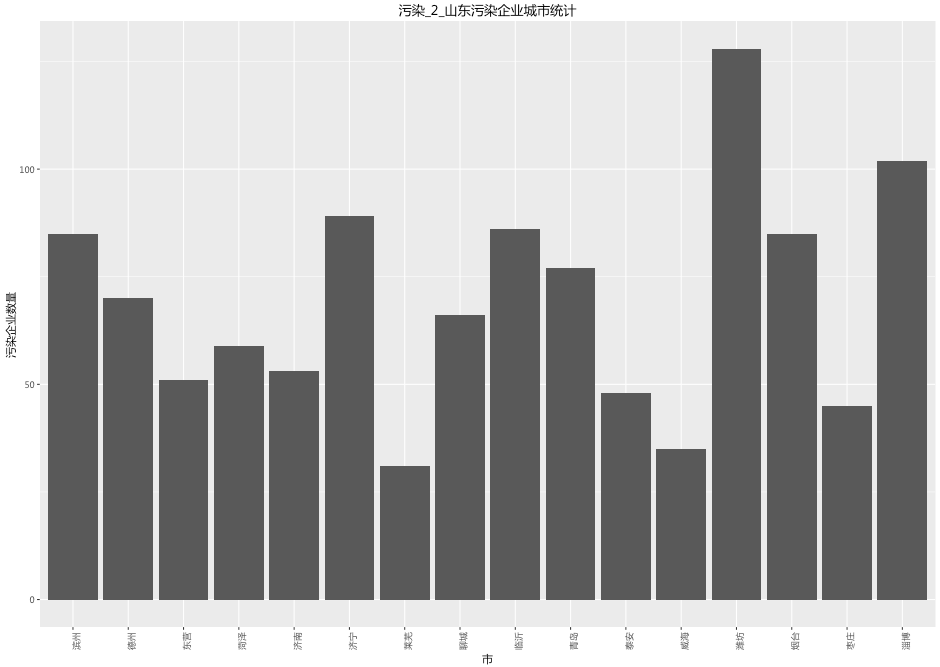 污染_2_山东污染企业城市统计
污染企业数量
100
50
0
滨州
德州
东营
菏泽
济南
济宁
莱芜
聊城
临沂
青岛
泰安
威海
潍坊
烟台
枣庄
淄博
市